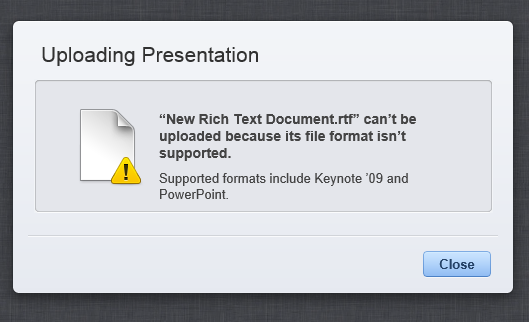 Uploading Presentation
“New Rich Text Document.rtf” can’t be
uploaded because its file format isn’t
supported.
Supported formats include Keynote ’09 and
PowerPoint.
Close